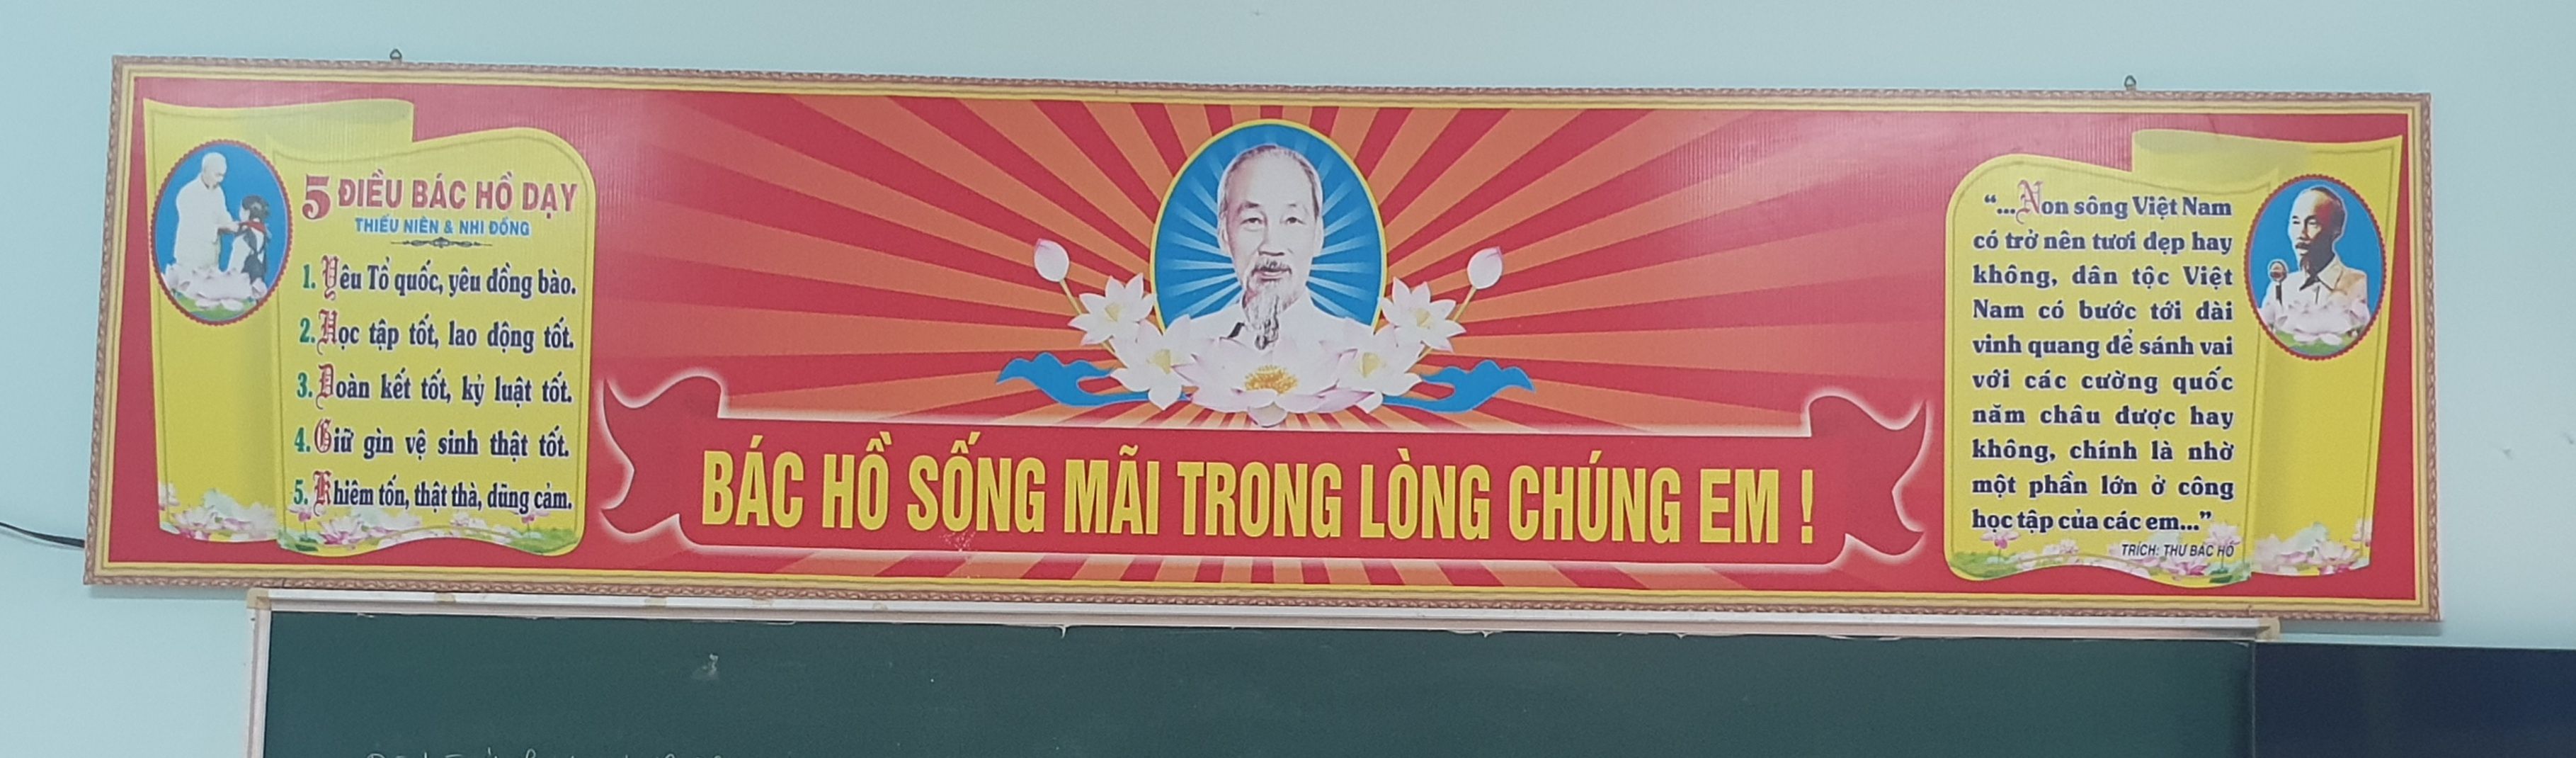 5 ĐIỀU BÁC HỒ DẠY
THIẾU NIÊN & NHI ĐỒNG
1. Yêu Tổ quốc, yêu đồng bào.
2. Học tập tốt, lao động tốt.
3. Đoàn kết tốt, kỷ luật tốt.
4. Giữ gìn vệ sinh thật tốt.
5. Khiêm tốn, thật thà, dũng cảm.
BÁC HỒ SỐNG MÃI TRONG LÒNG CHÚNG EM !
“...Non sông Việt Nam
có trở nên tươi đẹp hay
không, dân tộc Việt
Nam có bước tới đài
vinh quang để sánh vai
với các cường quốc
năm châu được hay
không, chính là nhờ
một phần lớn ở công
học tập của các em...”
TRÍCH: THƯ BÁC HỒ